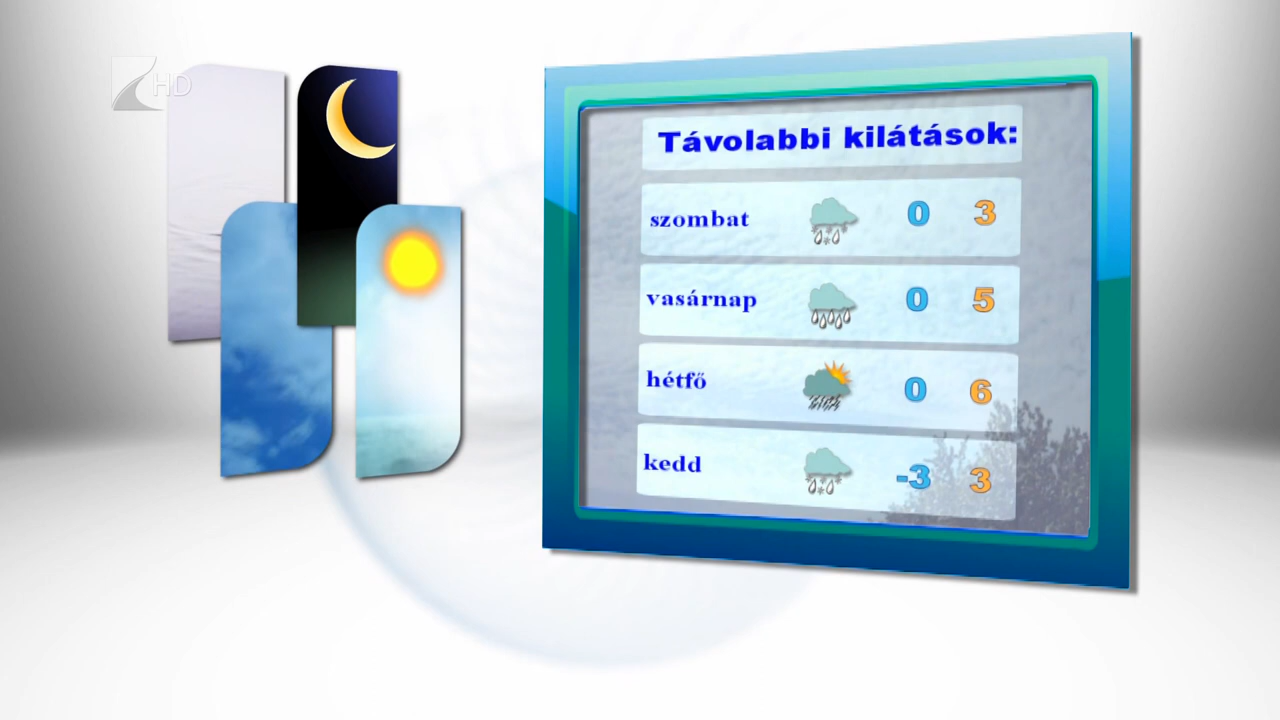 HD
Távolabbi kilátások:
szombat 0 3
vasárnap 0 5
hétfő 0 6
kedd -3 3